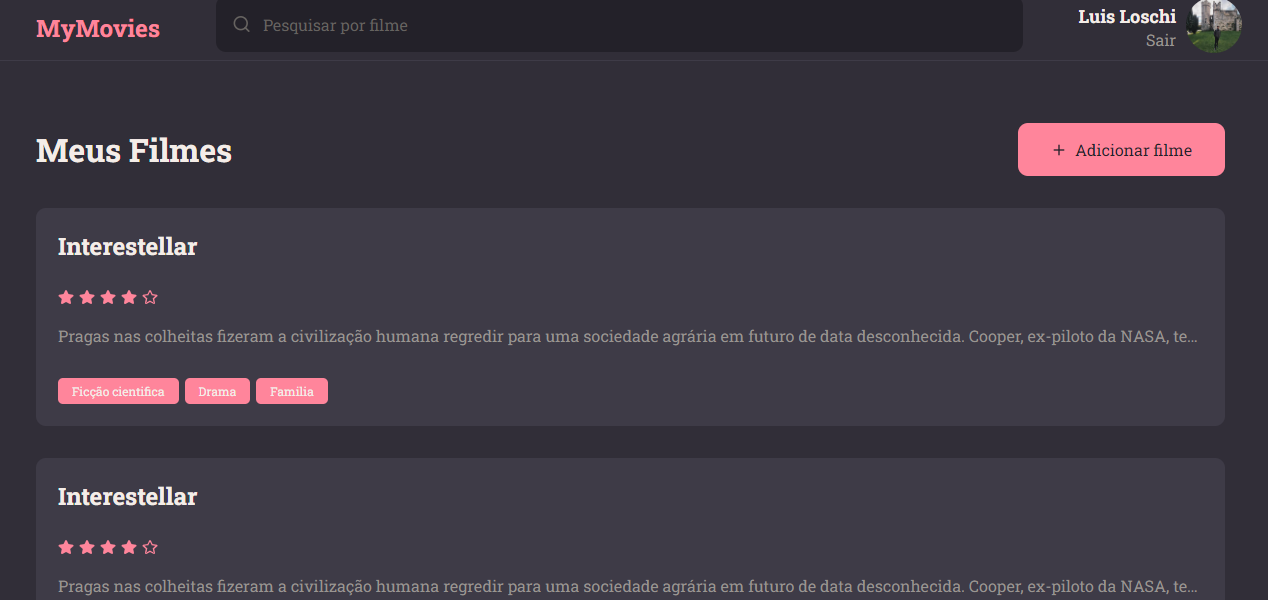 MyMovies
Pesquisar por filme
Luis Loschi
Sair
Meus Filmes
+ Adicionar filme
Interestellar
Pragas nas colheitas fizeram a civilização humana regredir para uma sociedade agrária em futuro de data desconhecida. Cooper, ex-piloto da NASA, te...
Ficção cientifica Drama Família
Interestellar
Pragas nas colheitas fizeram a civilização humana regredir para uma sociedade agrária em futuro de data desconhecida. Cooper, ex-piloto da NASA, te...